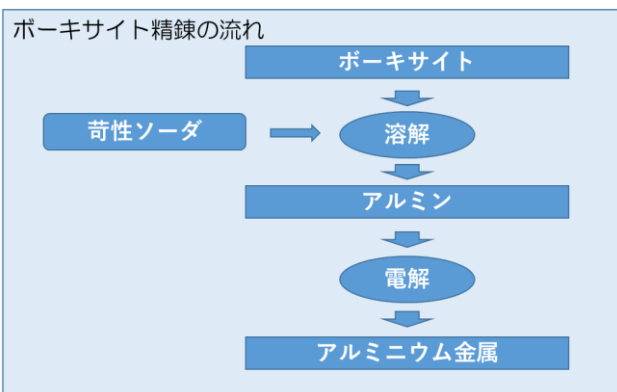 ボーキサイト精錬の流れ
ボーキサイト
苛性ソーダ
溶解
アルミン
電解
アルミニウム金属